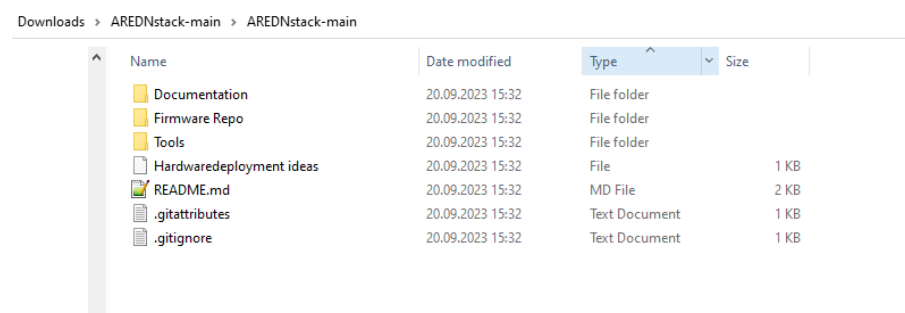 Downloads > AREDNstack-main > AREDNstack-main
Name Date modified Type Size
Documentation 20.09.2023 15:32 File folder
Firmware Repo 20.09.2023 15:32 File folder
Tools 20.09.2023 15:32 File folder
Hardwaredeployment ideas 20.09.2023 15:32 File 1 KB
README.md 20.09.2023 15:32 MD File 2 KB
.gitattributes 20.09.2023 15:32 Text Document 1 KB
.gitignore 20.09.2023 15:32 Text Document 1 KB